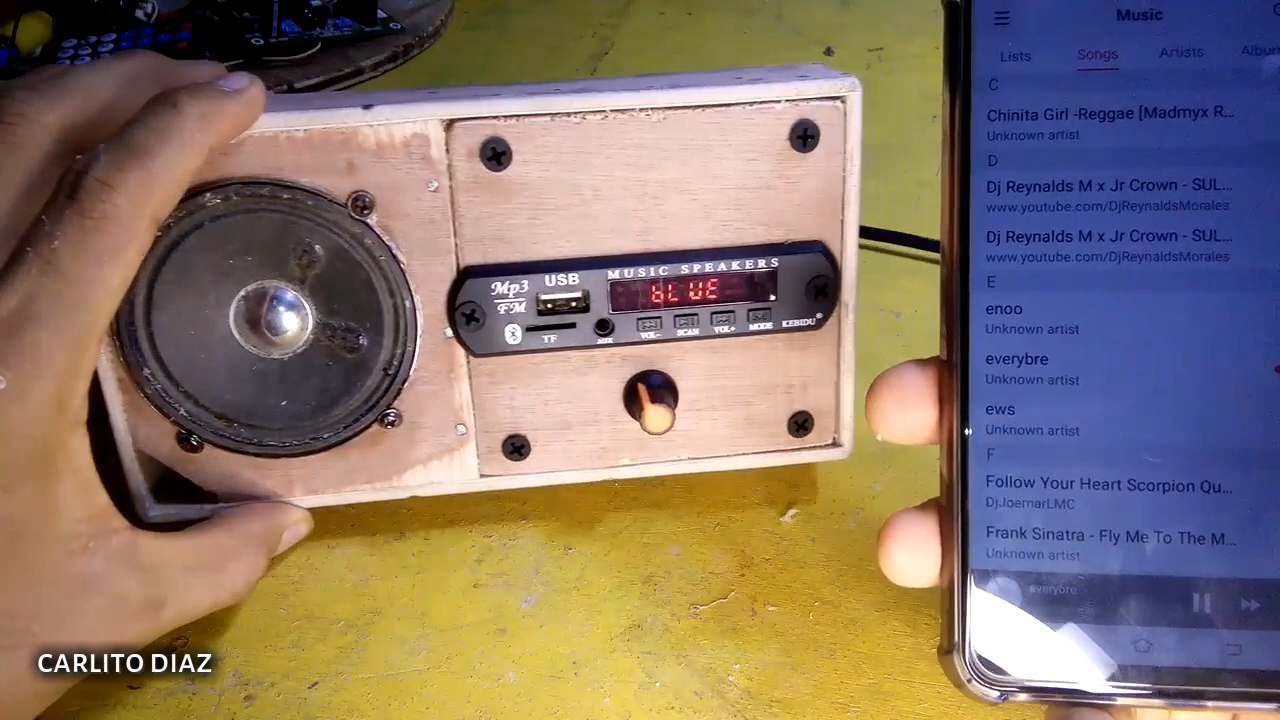 Mp3
FM
USB
TF
AUX
MUSIC SPEAKERS
bLUE
VOL-
SCAN
VOL+
MODE
KEBIDU®
Music
Lists
Songs
Artists
C
Chinita Girl -Reggae [Madmyx R...
Unknown artist
D
Dj Reynalds M x Jr Crown - SUL...
www.youtube.com/DjReynaldsMorales
Dj Reynalds M x Jr Crown - SUL...
www.youtube.com/DjReynaldsMorales
E
enoo
Unknown artist
everybre
Unknown artist
ews
Unknown artist
F
Follow Your Heart Scorpion Qu...
DjJoemarLMC
Frank Sinatra - Fly Me To The M...
Unknown artist
everybre
CARLITO DIAZ